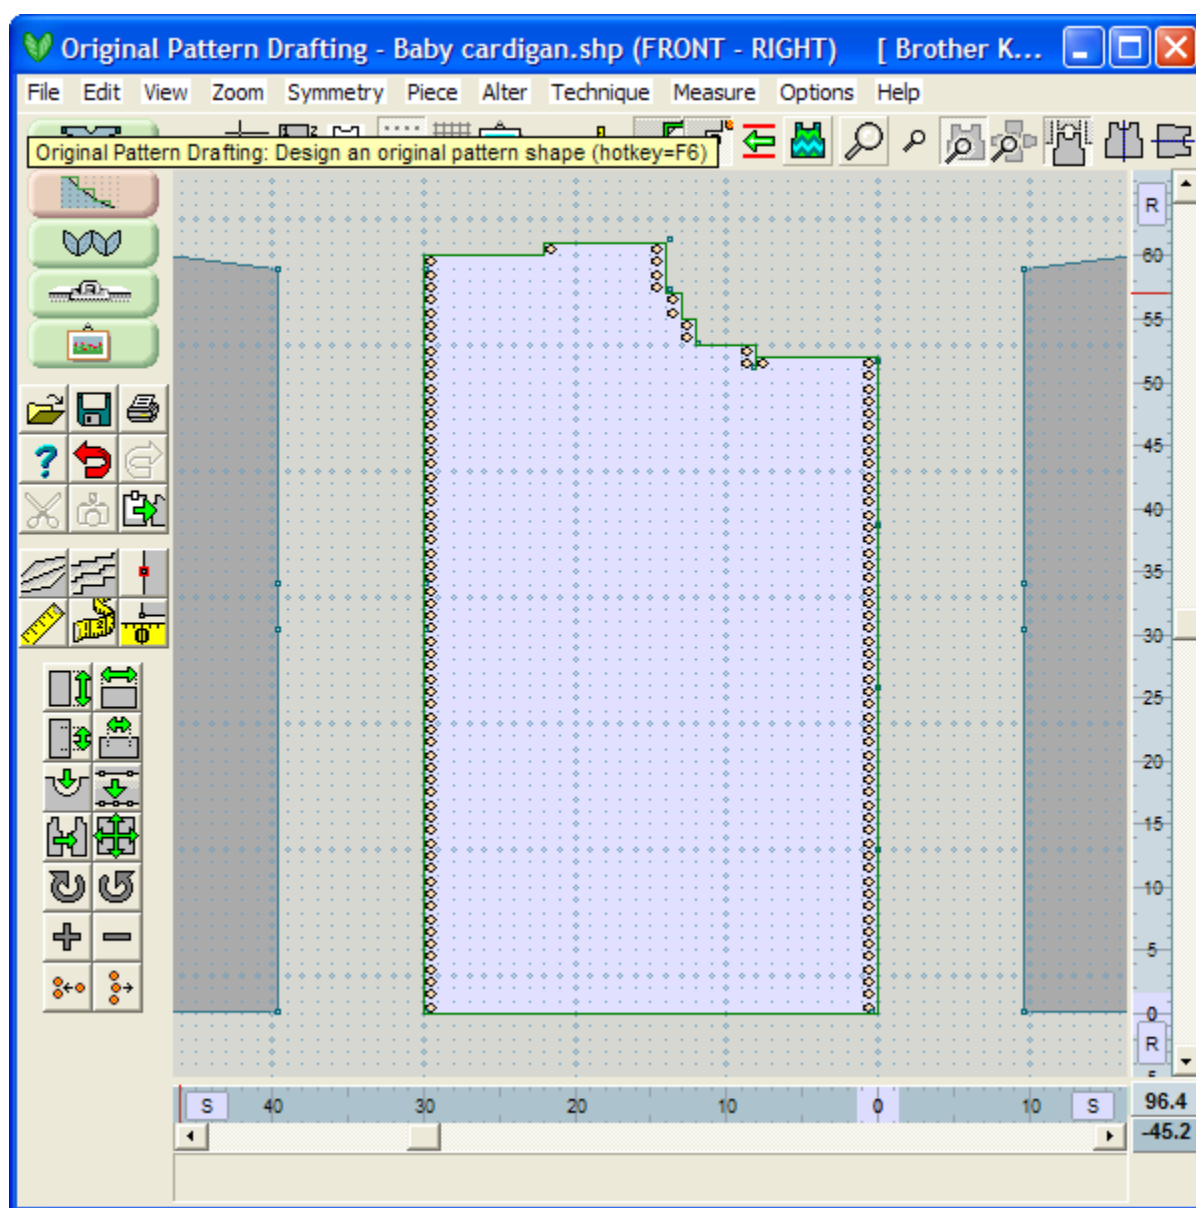 Original Pattern Drafting - Baby cardigan.shp (FRONT - RIGHT) [ Brother K...
File Edit View Zoom Symmetry Piece Alter Technique Measure Options Help
Original Pattern Drafting: Design an original pattern shape (hotkey=F6)
R
60
55
50
45
40
35
30
25
20
15
10
5
0
R
S 40 30 20 10 0 10 S
96.4
-45.2